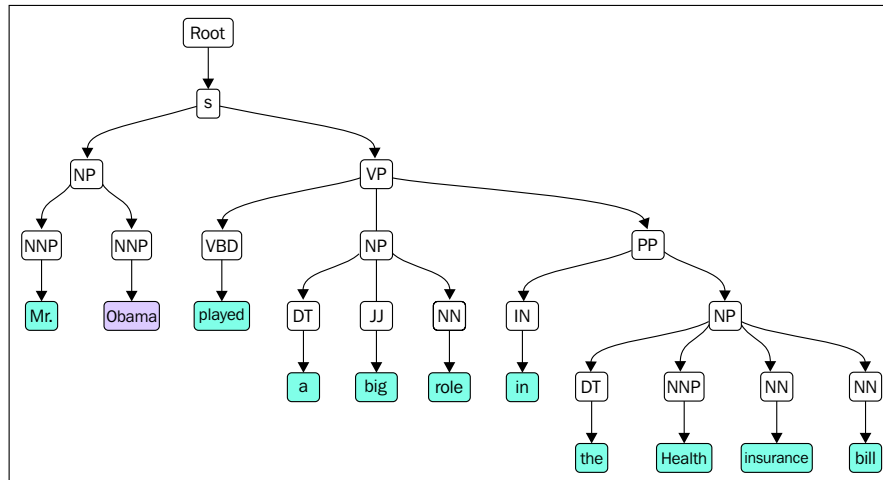 Root
s
NP VP
NNP NNP VBD NP PP
Mr. Obama played DT JJ NN IN NP
a big role in DT NNP NN NN
the Health insurance bill